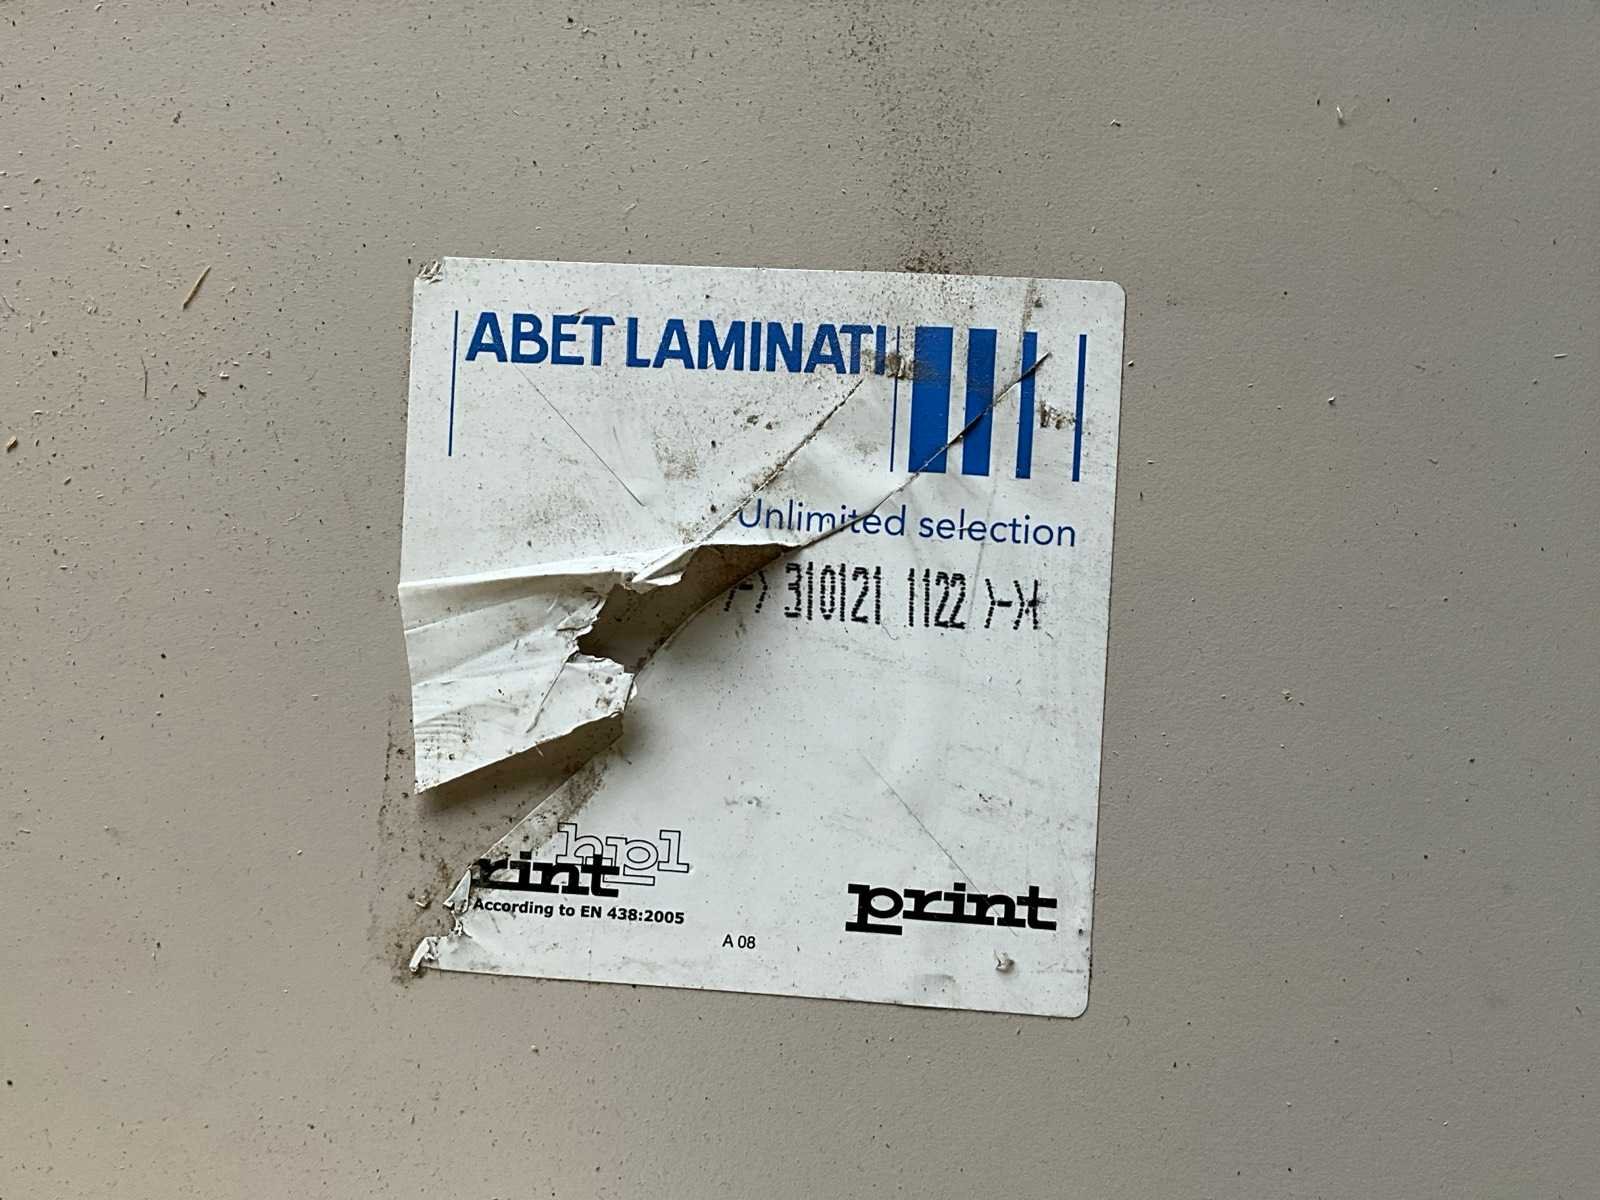 ABET LAMINATI
Unlimited selection
>-> 310121 1122 >->
hpl
print
According to EN 438:2005
A 08
print